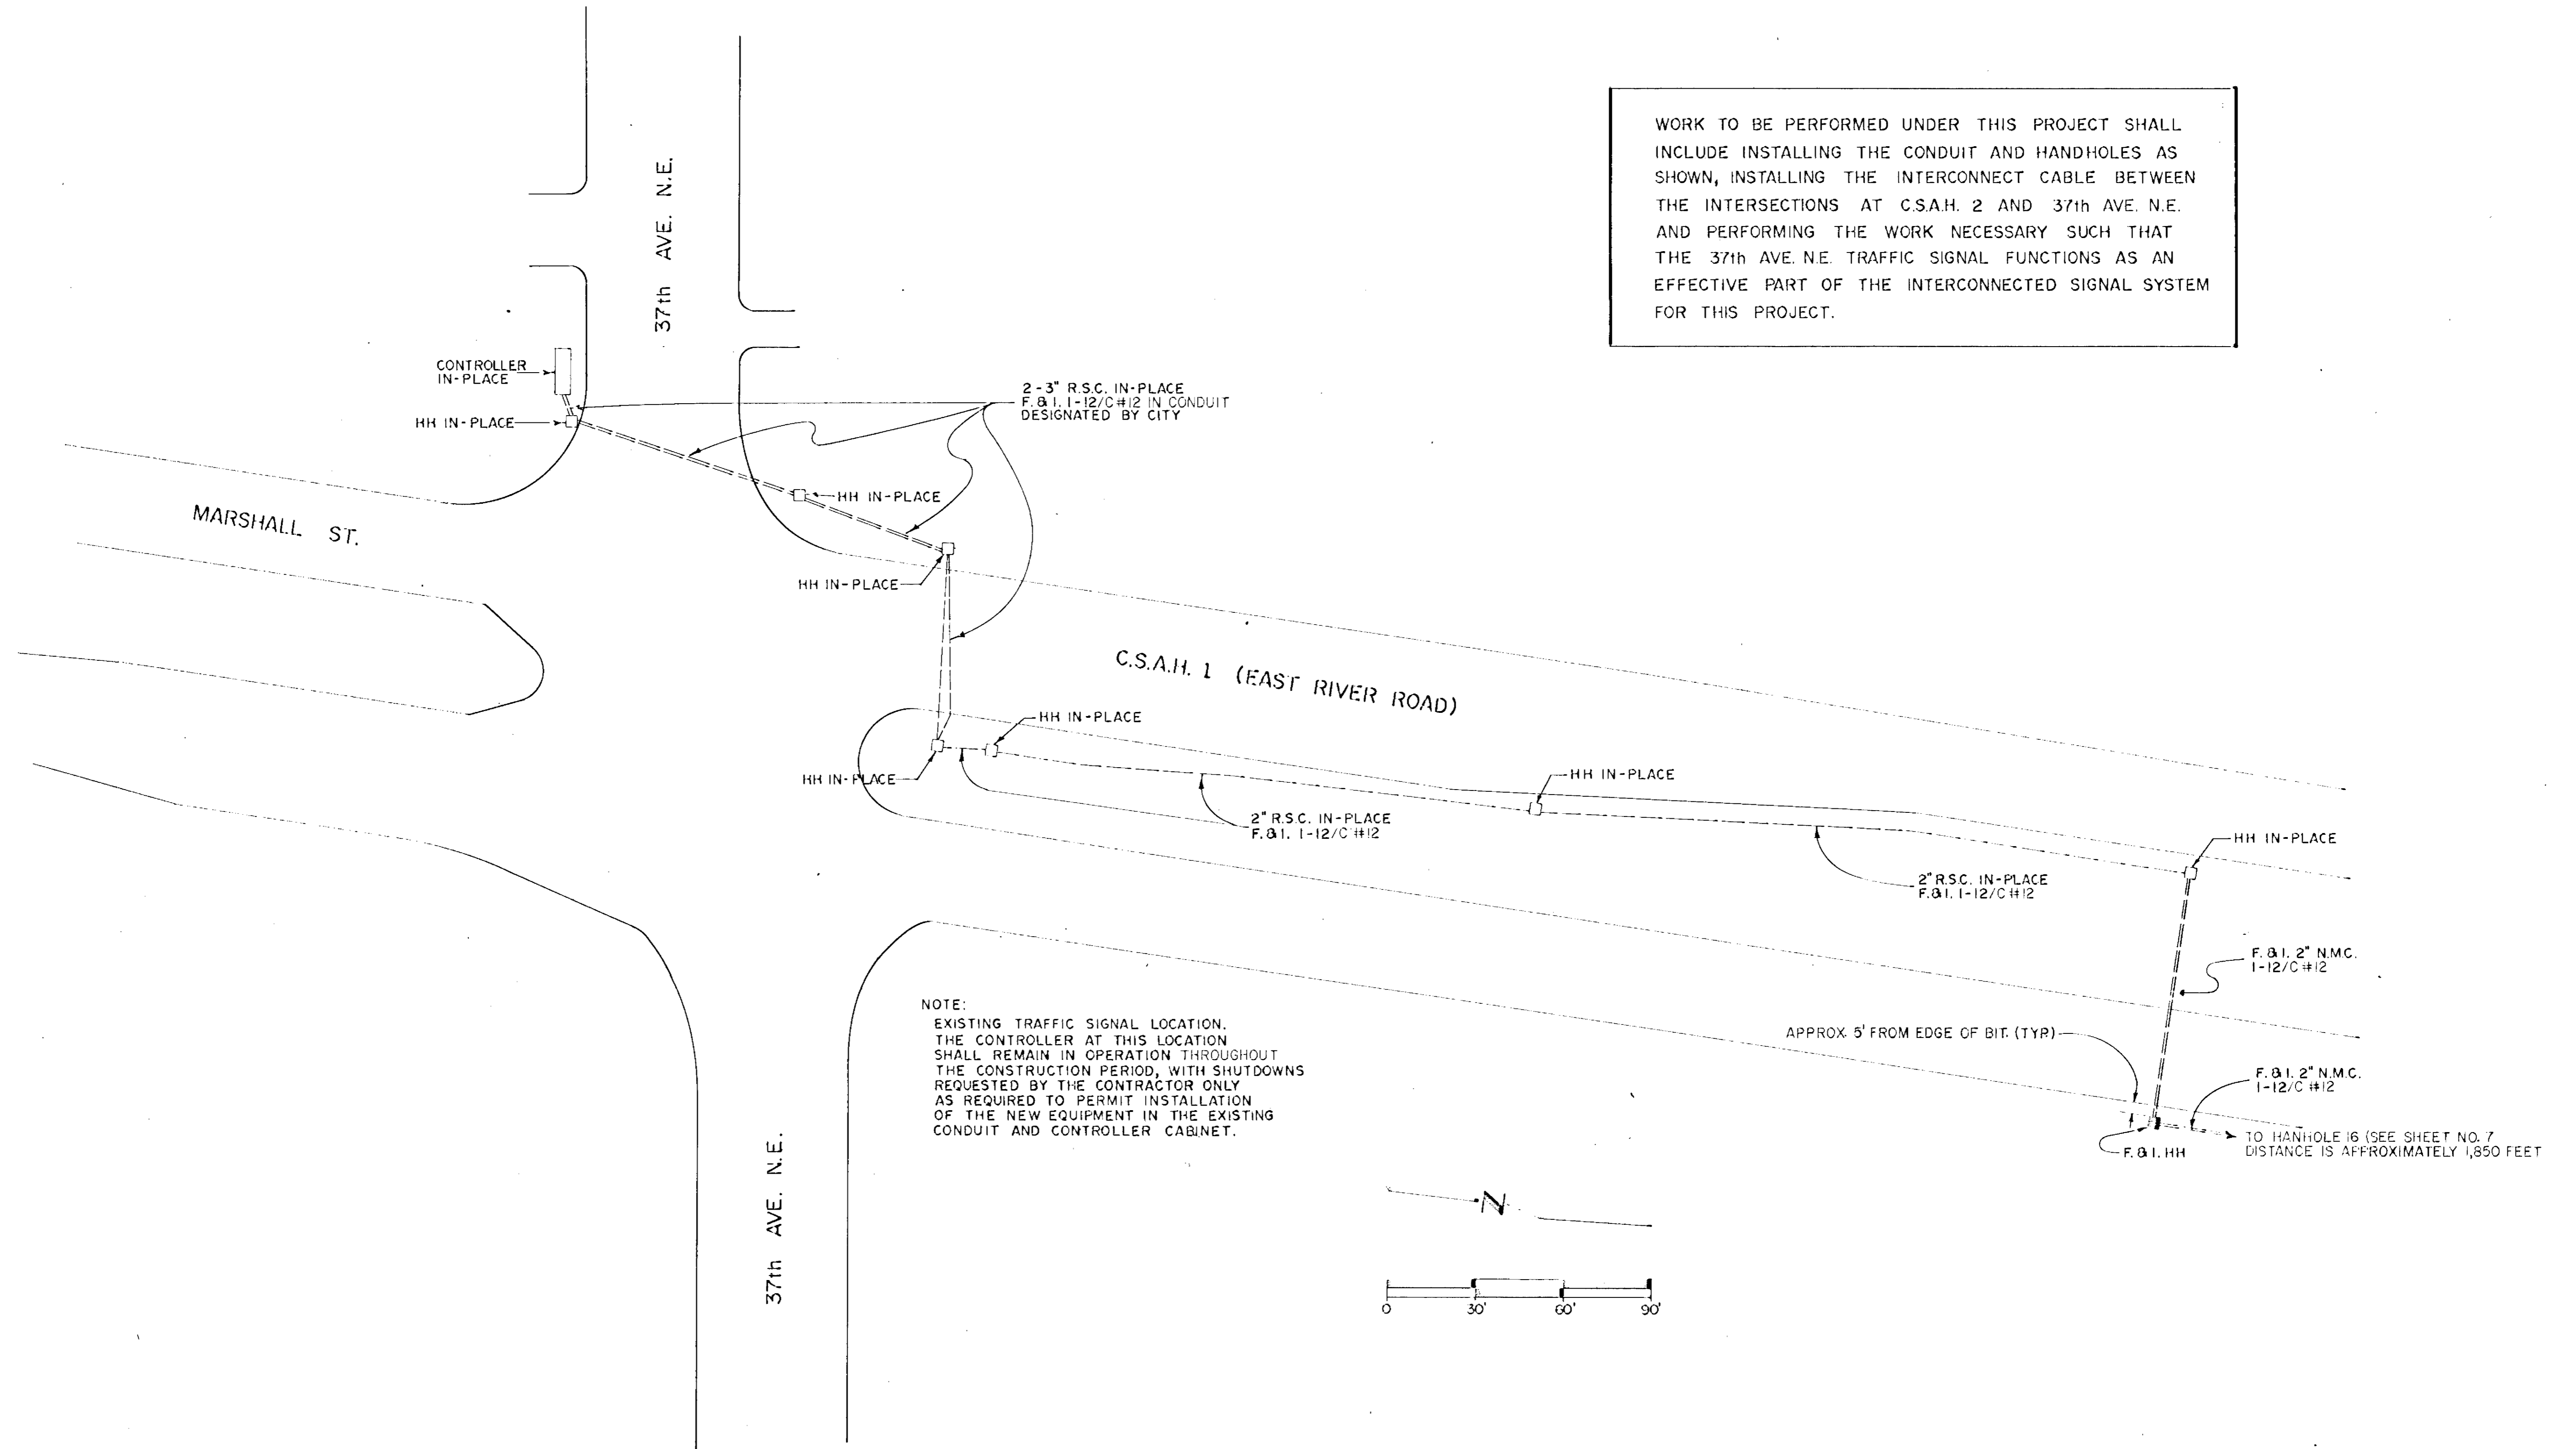 WORK TO BE PERFORMED UNDER THIS PROJECT SHALL
INCLUDE INSTALLING THE CONDUIT AND HANDHOLES AS
SHOWN, INSTALLING THE INTERCONNECT CABLE BETWEEN
THE INTERSECTIONS AT C.S.A.H. 2 AND 37th AVE. N.E.
AND PERFORMING THE WORK NECESSARY SUCH THAT
THE 37th AVE. N.E. TRAFFIC SIGNAL FUNCTIONS AS AN
EFFECTIVE PART OF THE INTERCONNECTED SIGNAL SYSTEM
FOR THIS PROJECT.
37th AVE. N.E.
CONTROLLER
IN-PLACE
HH IN-PLACE
2-3" R.S.C. IN-PLACE
F. & I. 1-12/C #12 IN CONDUIT
DESIGNATED BY CITY
HH IN-PLACE
MARSHALL ST.
HH IN-PLACE
C.S.A.H. 1 (EAST RIVER ROAD)
HH IN-PLACE
HH IN-PLACE
HH IN-PLACE
2" R.S.C. IN-PLACE
F. & I. 1-12/C #12
HH IN-PLACE
2" R.S.C. IN-PLACE
F. & I. 1-12/C #12
F. & I. 2" N.M.C.
1-12/C #12
NOTE:
EXISTING TRAFFIC SIGNAL LOCATION.
THE CONTROLLER AT THIS LOCATION
SHALL REMAIN IN OPERATION THROUGHOUT
THE CONSTRUCTION PERIOD, WITH SHUTDOWNS
REQUESTED BY THE CONTRACTOR ONLY
AS REQUIRED TO PERMIT INSTALLATION
OF THE NEW EQUIPMENT IN THE EXISTING
CONDUIT AND CONTROLLER CABINET.
APPROX. 5' FROM EDGE OF BIT. (TYP.)
F. & I. 2" N.M.C.
1-12/C #12
TO HANHOLE 16 (SEE SHEET NO. 7
DISTANCE IS APPROXIMATELY 1,850 FEET
F. & I. HH
37th AVE. N.E.
N
0 30' 60' 90'